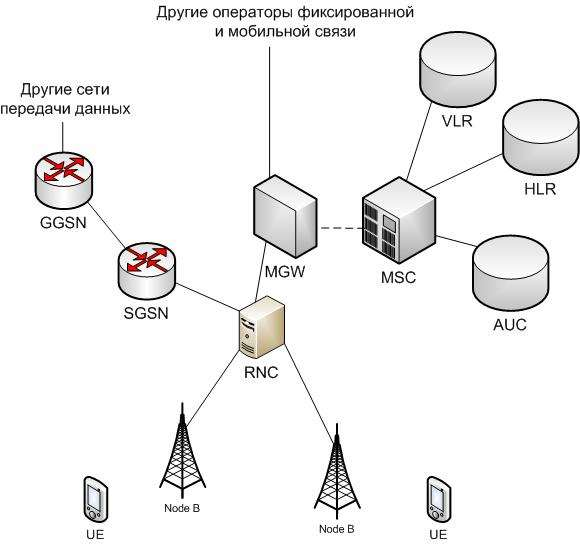 Другие операторы фиксированной
и мобильной связи
Другие сети
передачи данных
VLR
HLR
GGSN
MGW
MSC
SGSN
AUC
RNC
Node B
Node B
UE
UE